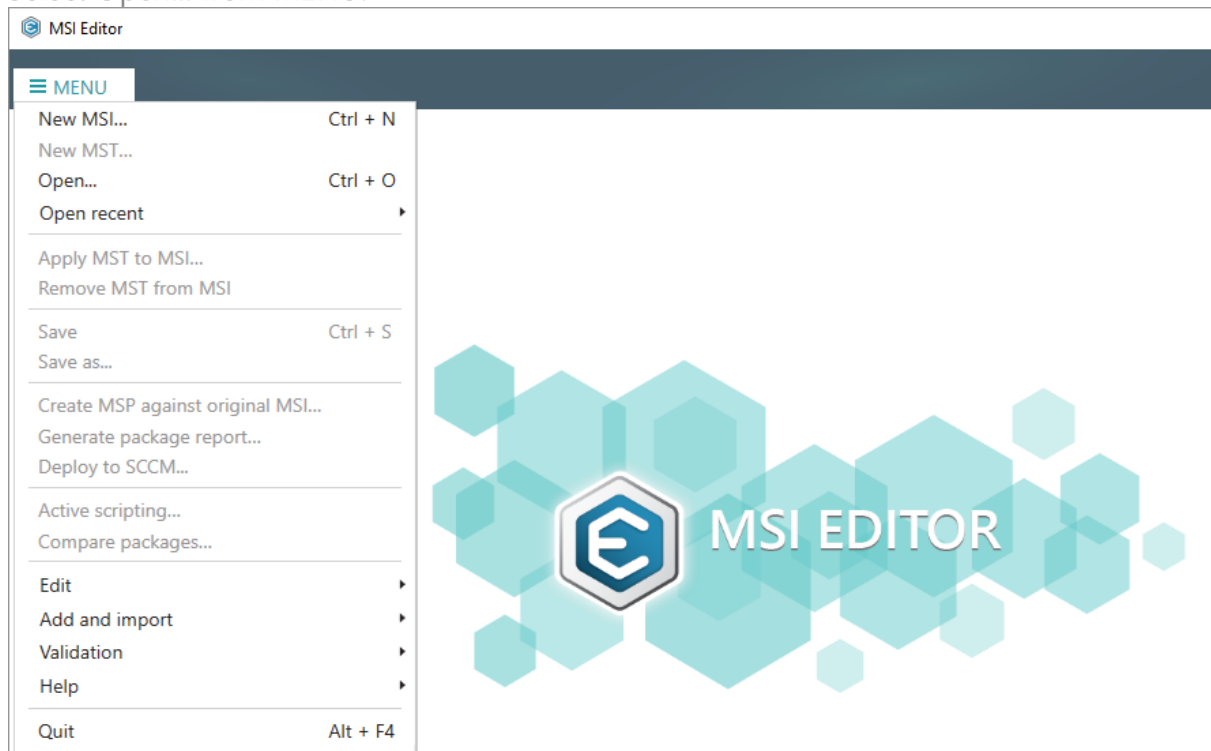 MSI Editor
MENU
New MSI... Ctrl + N
New MST...
Open... Ctrl + O
Open recent
Apply MST to MSI...
Remove MST from MSI
Save Ctrl + S
Save as...
Create MSP against original MSI...
Generate package report...
Deploy to SCCM...
Active scripting...
Compare packages...
Edit
Add and import
Validation
Help
Quit Alt + F4
MSI EDITOR